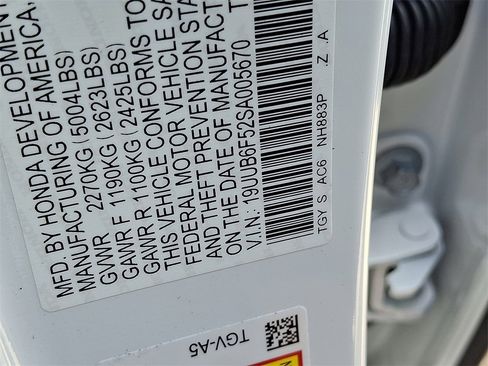 MFD. BY HONDA DEVELOPMENT
MANUFACTURING OF AMERICA,
GVWR 2270KG (5004LBS)
GAWR F 1190KG (2623LBS)
GAWR R 1100KG (2425LBS)
THIS VEHICLE CONFORMS TO
FEDERAL MOTOR VEHICLE SA
AND THEFT PREVENTION STA
ON THE DATE OF MANUFACT
V.I.N.: 19UUB6F52SA005670
TGY S AC6 NH883P Z .A
TGV-A5